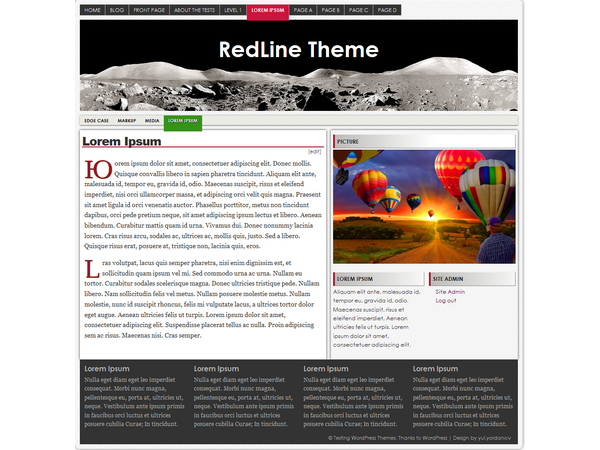 HOME BLOG FRONT PAGE ABOUT THE TESTS LEVEL 1 LOREM IPSUM PAGE A PAGE B PAGE C PAGE D
RedLine Theme
EDGE CASE MARKUP MEDIA LOREM IPSUM
Lorem Ipsum
[edit]
Юorem ipsum dolor sit amet, consectetuer adipiscing elit. Donec mollis.
Quisque convallis libero in sapien pharetra tincidunt. Aliquam elit ante,
malesuada id, tempor eu, gravida id, odio. Maecenas suscipit, risus et eleifend
imperdiet, nisi orci ullamcorper massa, et adipiscing orci velit quis magna. Praesent
sit amet ligula id orci venenatis auctor. Phasellus porttitor, metus non tincidunt
dapibus, orci pede pretium neque, sit amet adipiscing ipsum lectus et libero. Aenean
bibendum. Curabitur mattis quam id urna. Vivamus dui. Donec nonummy lacinia
lorem. Cras risus arcu, sodales ac, ultrices ac, mollis quis, justo. Sed a libero.
Quisque risus erat, posuere at, tristique non, lacinia quis, eros.
Lras volutpat, lacus quis semper pharetra, nisi enim dignissim est, et
sollicitudin quam ipsum vel mi. Sed commodo urna ac urna. Nullam eu
tortor. Curabitur sodales scelerisque magna. Donec ultricies tristique pede. Nullam
libero. Nam sollicitudin felis vel metus. Nullam posuere molestie metus. Nullam
molestie, nunc id suscipit rhoncus, felis mi vulputate lacus, a ultrices tortor dolor
eget augue. Aenean ultricies felis ut turpis. Lorem ipsum dolor sit amet,
consectetuer adipiscing elit. Suspendisse placerat tellus ac nulla. Proin adipiscing
sem ac risus. Maecenas nisi. Cras semper.
PICTURE
LOREM IPSUM
Aliquam elit ante, malesuada id,
tempor eu, gravida id, odio.
Maecenas suscipit, risus et
eleifend imperdiet. Aenean
ultricies felis ut turpis. Lorem
ipsum dolor sit amet,
consectetuer adipiscing elit.
SITE ADMIN
Site Admin
Log out
Lorem Ipsum
Nulla eget diam eget leo imperdiet
consequat. Morbi nunc magna,
pellentesque eu, porta at, ultricies ut,
neque. Vestibulum ante ipsum primis
in faucibus orci luctus et ultrices
posuere cubilia curae
Lorem Ipsum
Nulla eget diam eget leo imperdiet
consequat. Morbi nunc magna,
pellentesque eu, porta at, ultricies ut,
neque. Vestibulum ante ipsum primis
in faucibus orci luctus et ultrices
posuere cubilia curae
Lorem Ipsum
Nulla eget diam eget leo imperdiet
consequat. Morbi nunc magna,
pellentesque eu, porta at, ultricies ut,
neque. Vestibulum ante ipsum primis
in faucibus orci luctus et ultrices
posuere cubilia curae
Lorem Ipsum
Nulla eget diam eget leo imperdiet
consequat. Morbi nunc magna,
pellentesque eu, porta at, ultricies ut,
neque. Vestibulum ante ipsum primis
in faucibus orci luctus et ultrices
posuere cubilia curae
© Testing WordPress Themes. Thanks to WordPress | Design by yul.yordanov